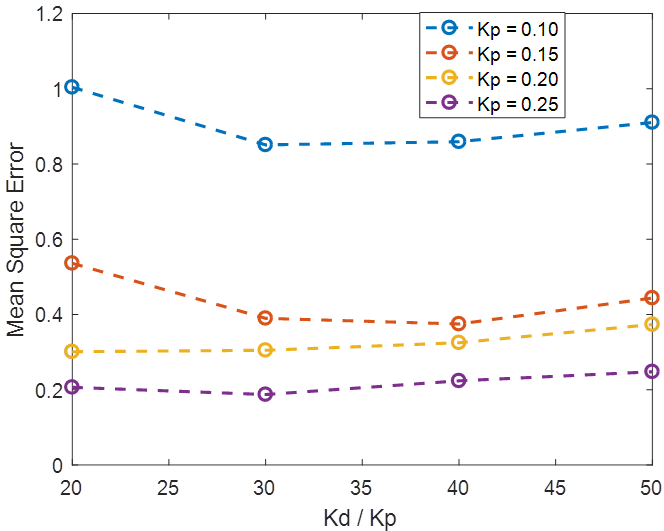 1.2
1
0.8
0.6
0.4
0.2
0
Mean Square Error
Kp = 0.10
Kp = 0.15
Kp = 0.20
Kp = 0.25
20 25 30 35 40 45 50
Kd / Kp